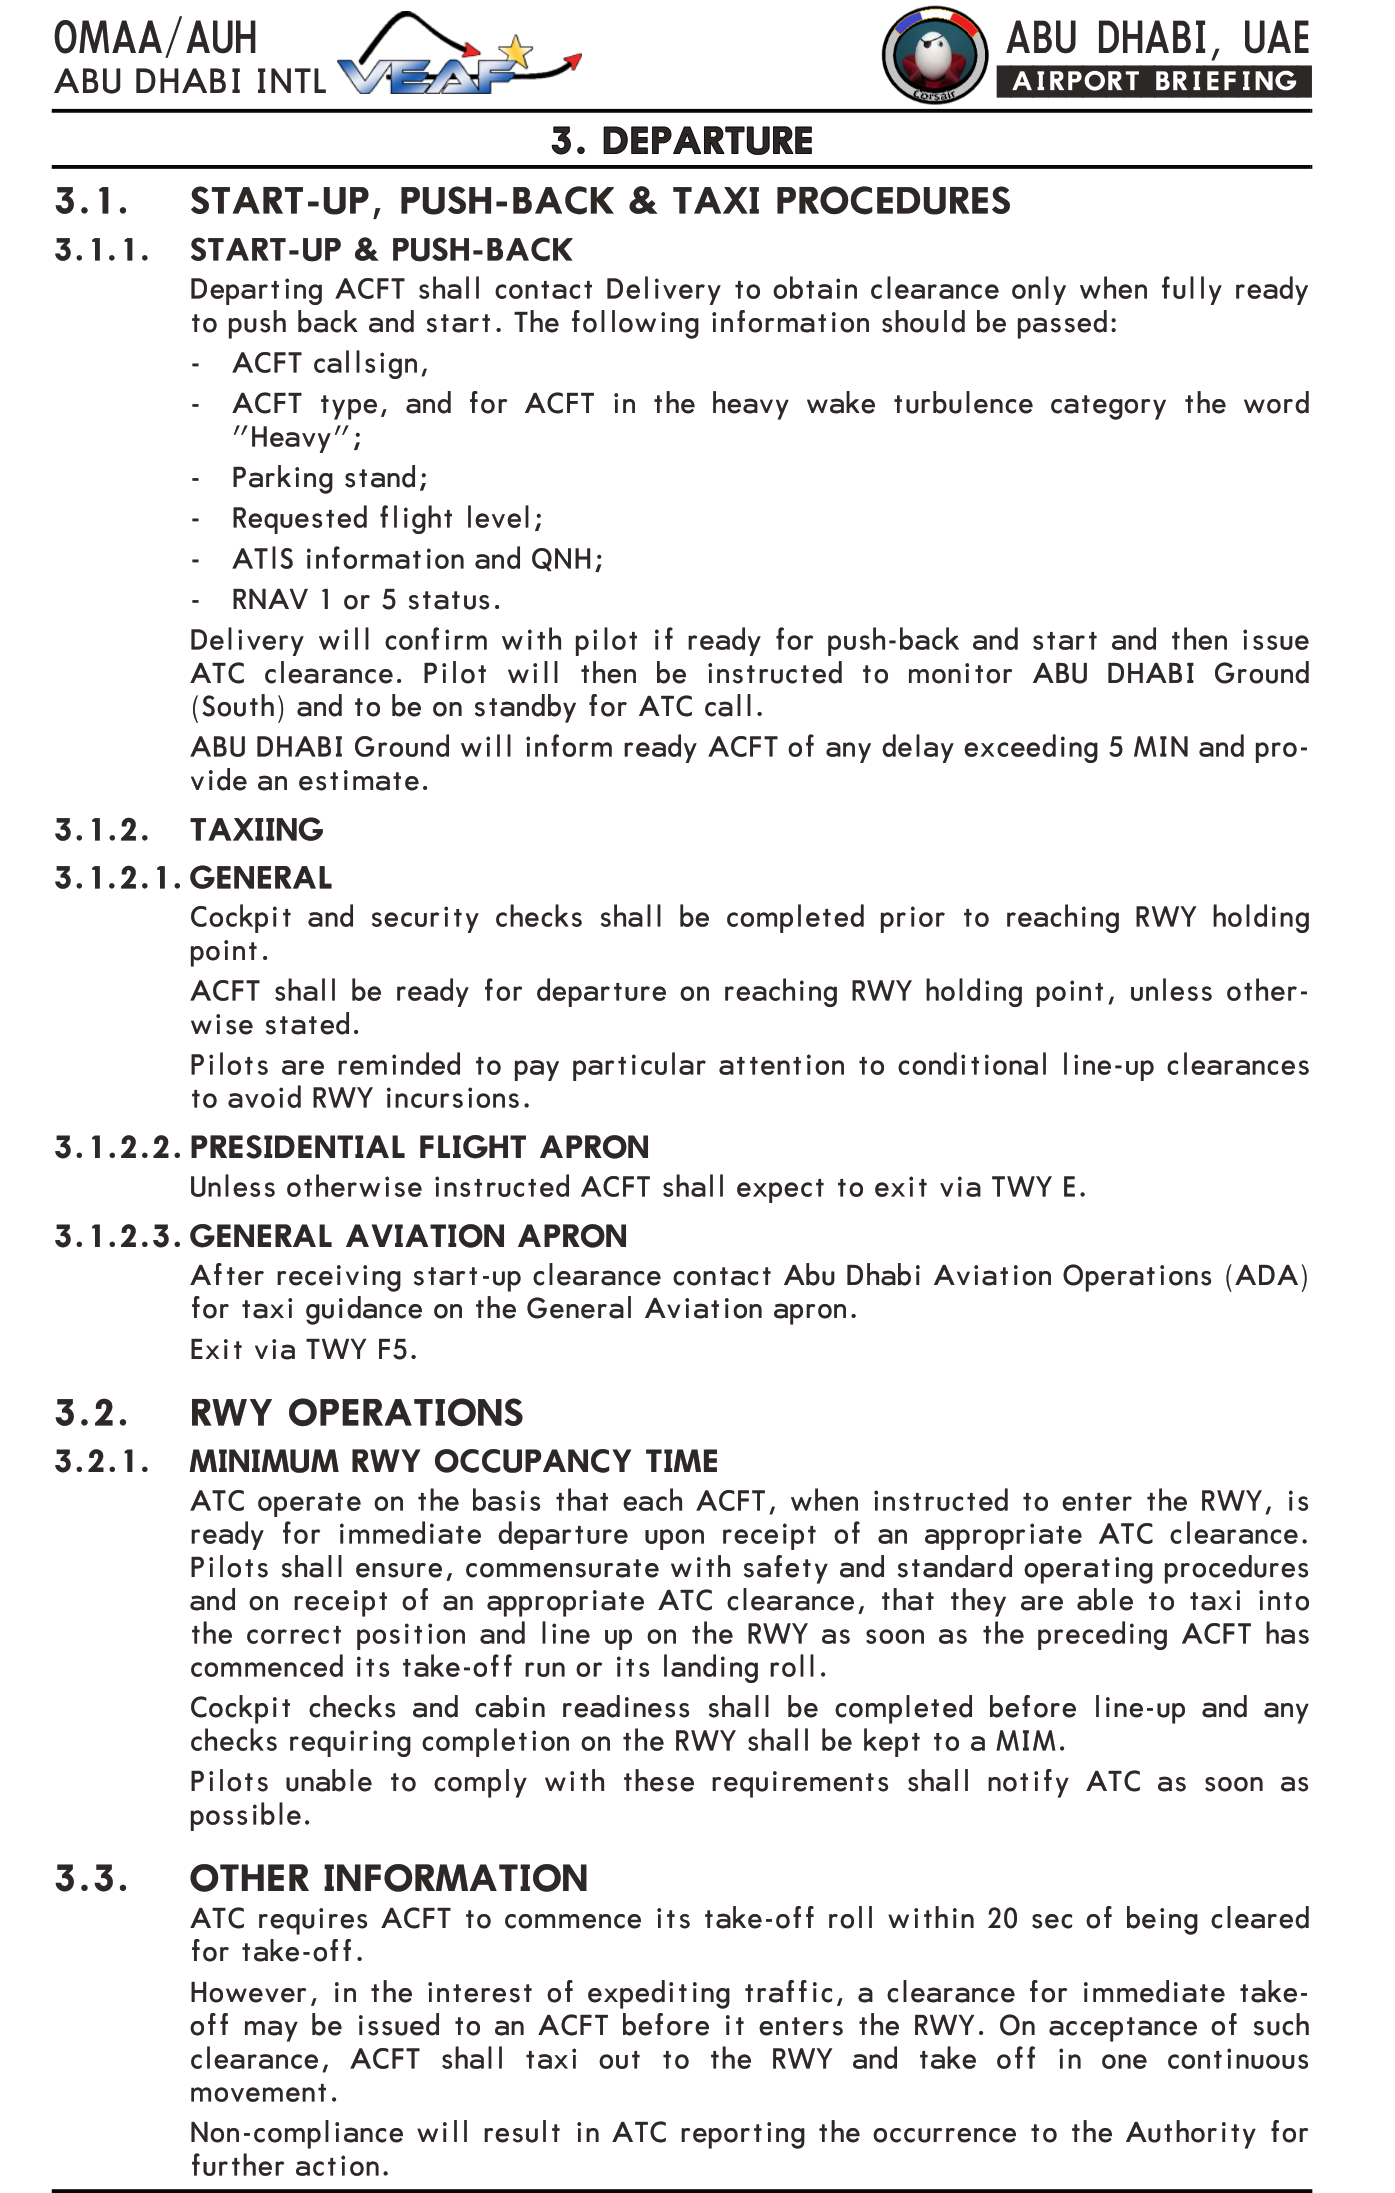 OMAA/AUH
ABU DHABI INTL
VEAF
Corsair
ABU DHABI, UAE
AIRPORT BRIEFING
3. DEPARTURE
3.1. START-UP, PUSH-BACK & TAXI PROCEDURES
3.1.1. START-UP & PUSH-BACK
Departing ACFT shall contact Delivery to obtain clearance only when fully ready
to push back and start. The following information should be passed:
- ACFT callsign,
- ACFT type, and for ACFT in the heavy wake turbulence category the word
"Heavy";
- Parking stand;
- Requested flight level;
- ATIS information and QNH;
- RNAV 1 or 5 status.
Delivery will confirm with pilot if ready for push-back and start and then issue
ATC clearance. Pilot will then be instructed to monitor ABU DHABI Ground
(South) and to be on standby for ATC call.
ABU DHABI Ground will inform ready ACFT of any delay exceeding 5 MIN and pro-
vide an estimate.
3.1.2. TAXIING
3.1.2.1. GENERAL
Cockpit and security checks shall be completed prior to reaching RWY holding
point.
ACFT shall be ready for departure on reaching RWY holding point, unless other-
wise stated.
Pilots are reminded to pay particular attention to conditional line-up clearances
to avoid RWY incursions.
3.1.2.2. PRESIDENTIAL FLIGHT APRON
Unless otherwise instructed ACFT shall expect to exit via TWY E.
3.1.2.3. GENERAL AVIATION APRON
After receiving start-up clearance contact Abu Dhabi Aviation Operations (ADA)
for taxi guidance on the General Aviation apron.
Exit via TWY F5.
3.2. RWY OPERATIONS
3.2.1. MINIMUM RWY OCCUPANCY TIME
ATC operate on the basis that each ACFT, when instructed to enter the RWY, is
ready for immediate departure upon receipt of an appropriate ATC clearance.
Pilots shall ensure, commensurate with safety and standard operating procedures
and on receipt of an appropriate ATC clearance, that they are able to taxi into
the correct position and line up on the RWY as soon as the preceding ACFT has
commenced its take-off run or its landing roll.
Cockpit checks and cabin readiness shall be completed before line-up and any
checks requiring completion on the RWY shall be kept to a MIM.
Pilots unable to comply with these requirements shall notify ATC as soon as
possible.
3.3. OTHER INFORMATION
ATC requires ACFT to commence its take-off roll within 20 sec of being cleared
for take-off.
However, in the interest of expediting traffic, a clearance for immediate take-
off may be issued to an ACFT before it enters the RWY. On acceptance of such
clearance, ACFT shall taxi out to the RWY and take off in one continuous
movement.
Non-compliance will result in ATC reporting the occurrence to the Authority for
further action.